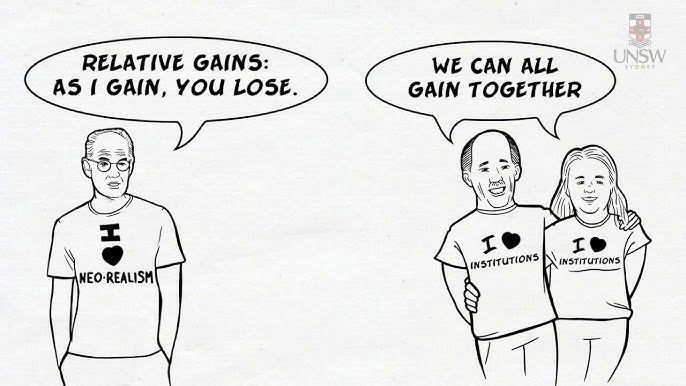 RELATIVE GAINS:
AS I GAIN, YOU LOSE.
WE CAN ALL
GAIN TOGETHER
UNSW
SYDNEY
I
NEO-REALISM
I ♥
INSTITUTIONS
I ♥
INSTITUTIONS